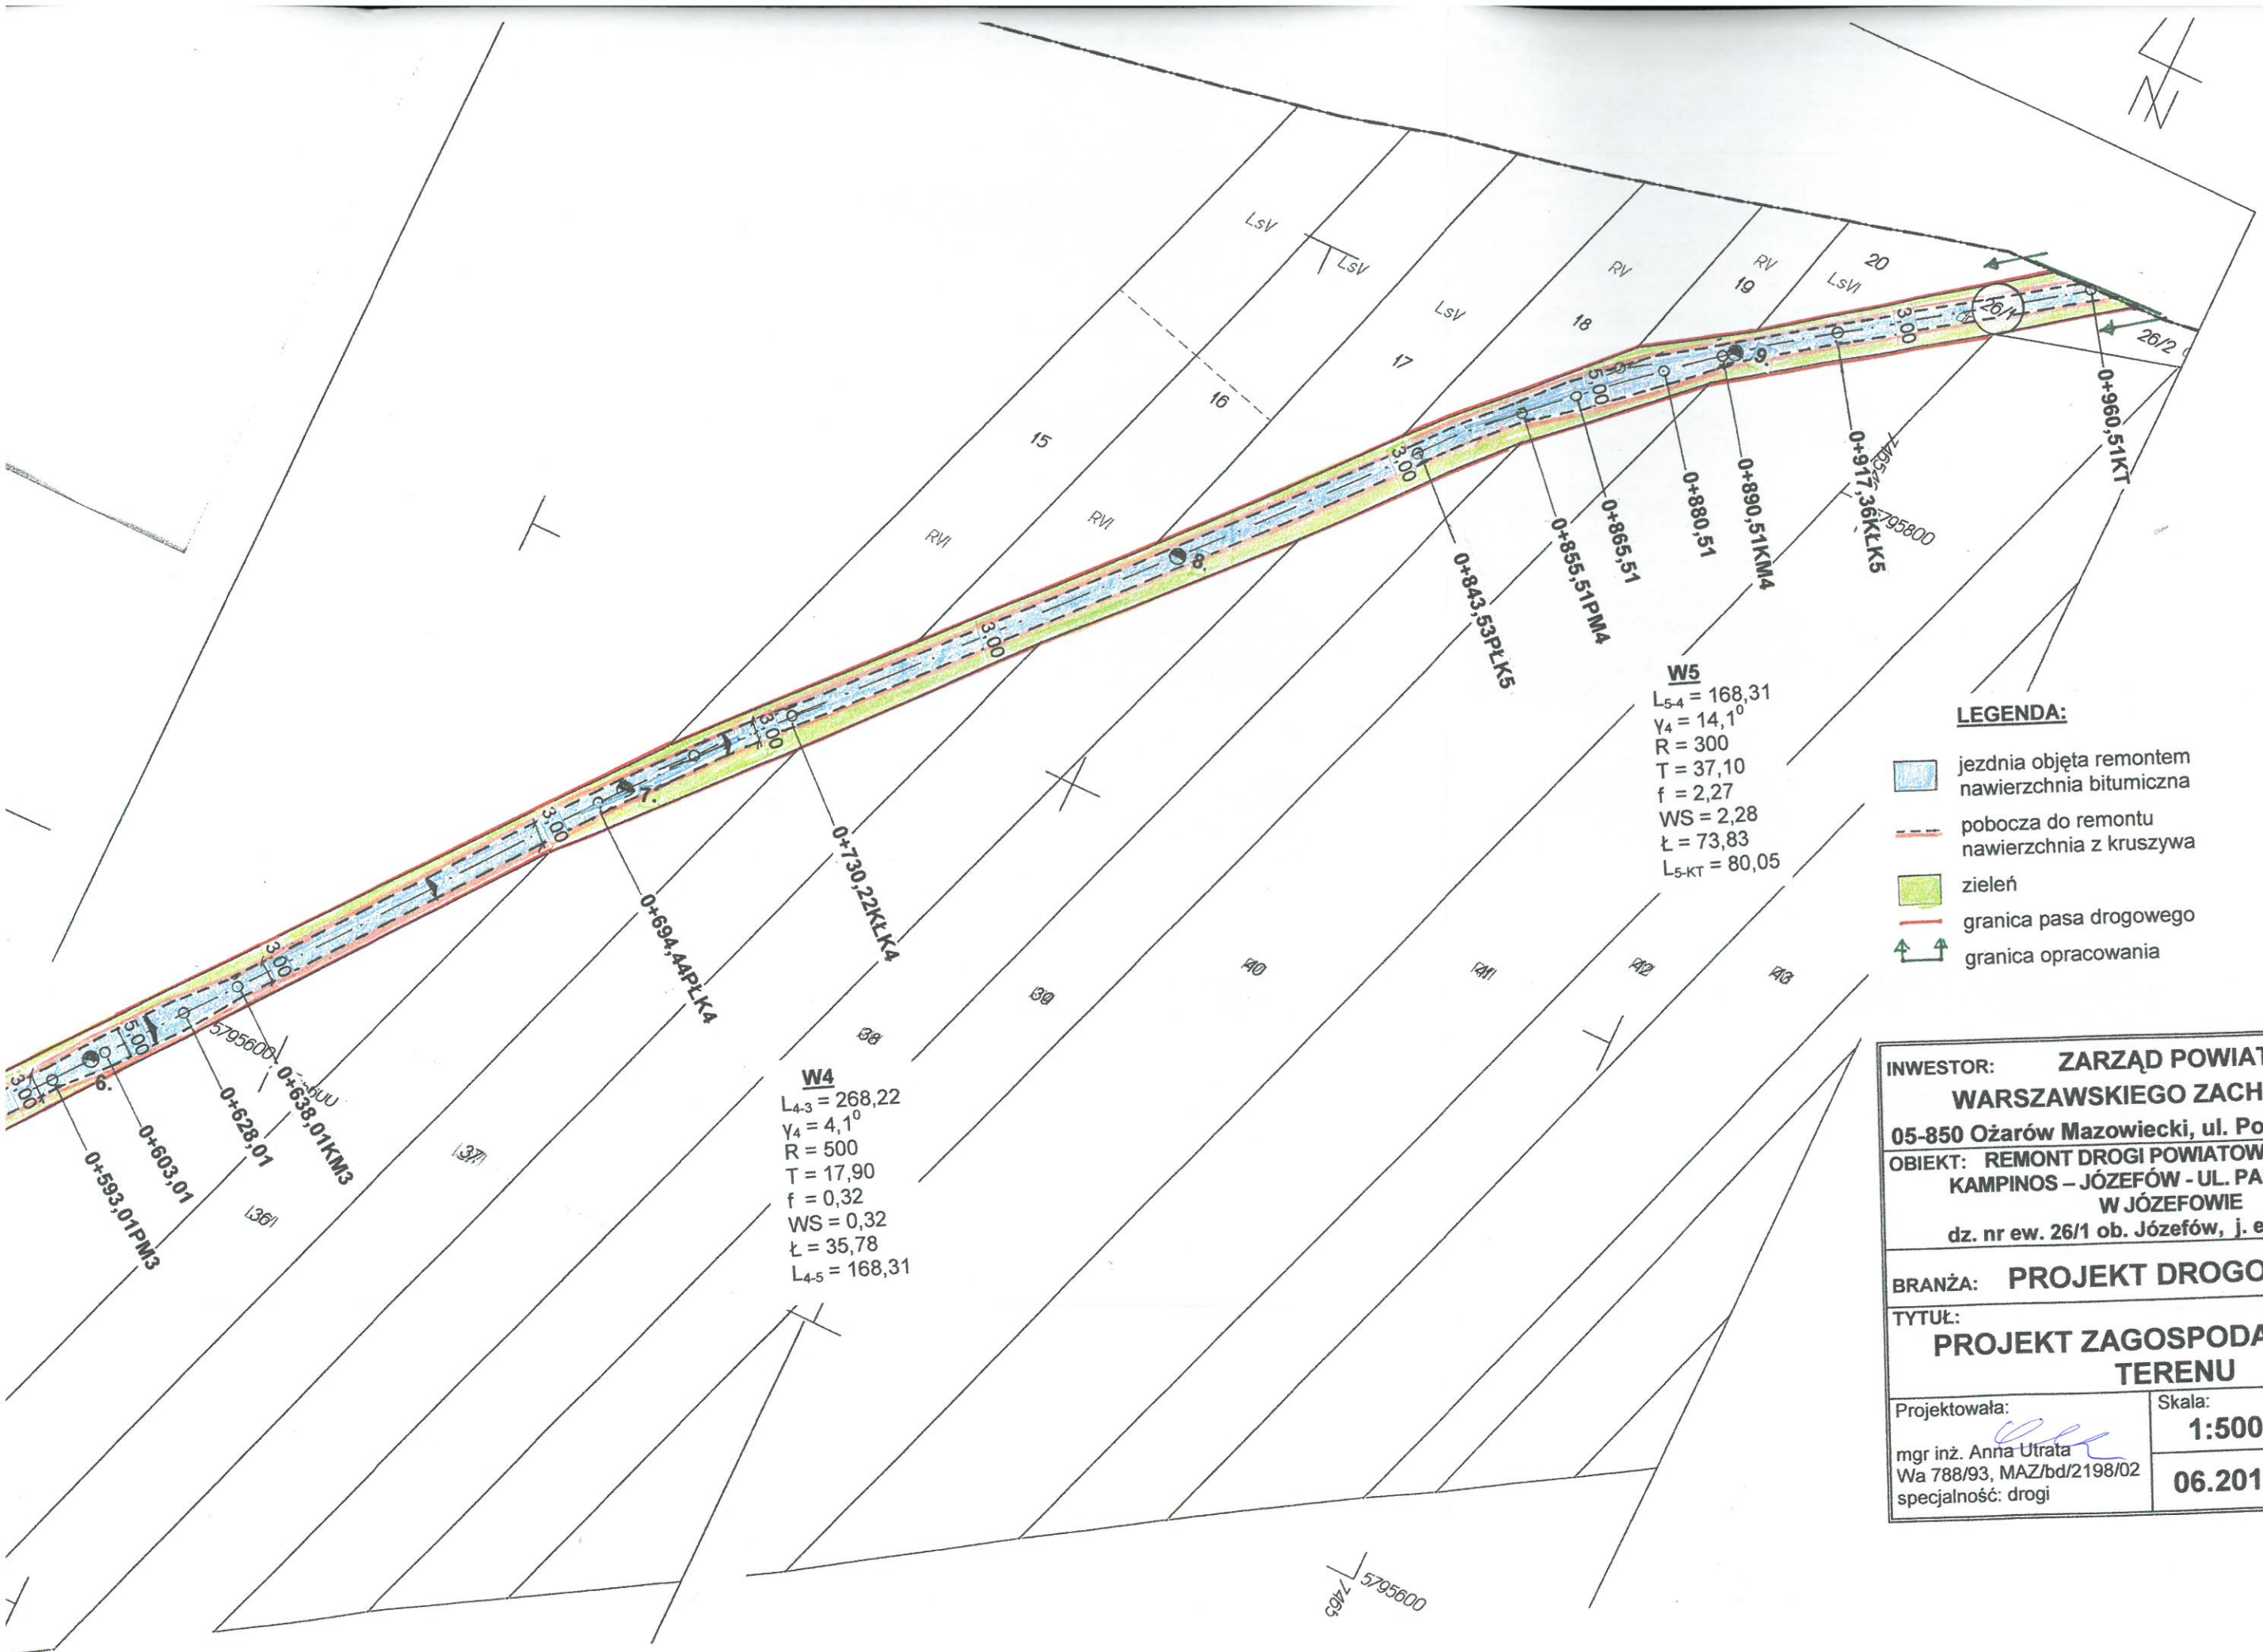 LsV
LsV
LsV
RV
RV
20
19
LsVI
18
17
16
15
RVI
RVI
26/1
26/2
3,00
5,00
9.
3,00
8.
3,00
3,00
7.
3,00
3,00
5,00
6.
3,00
0+960,51KT
0+917,36KŁK5
0+890,51KM4
0+880,51
0+865,51
0+855,51PM4
0+843,53PŁK5
0+730,22KŁK4
0+694,44PŁK4
0+638,01KM3
0+628,01
0+603,01
0+593,01PM3
5795600
W5
L5-4 = 168,31
γ4 = 14,1⁰
R = 300
T = 37,10
f = 2,27
WS = 2,28
Ł = 73,83
L5-KT = 80,05
W4
L4-3 = 268,22
γ4 = 4,1⁰
R = 500
T = 17,90
f = 0,32
WS = 0,32
Ł = 35,78
L4-5 = 168,31
5795600
LEGENDA:
jezdnia objęta remontem
nawierzchnia bitumiczna
pobocza do remontu
nawierzchnia z kruszywa
zieleń
granica pasa drogowego
granica opracowania
INWESTOR: ZARZĄD POWIAT
WARSZAWSKIEGO ZACH
05-850 Ożarów Mazowiecki, ul. Po
OBIEKT: REMONT DROGI POWIATOW
KAMPINOS – JÓZEFÓW - UL. PA
W JÓZEFOWIE
dz. nr ew. 26/1 ob. Józefów, j. e
BRANŻA: PROJEKT DROGO
TYTUŁ:
PROJEKT ZAGOSPODA
TERENU
Projektowała:
mgr inż. Anna Utrata
Wa 788/93, MAZ/bd/2198/02
specjalność: drogi
Skala:
1:500
06.201